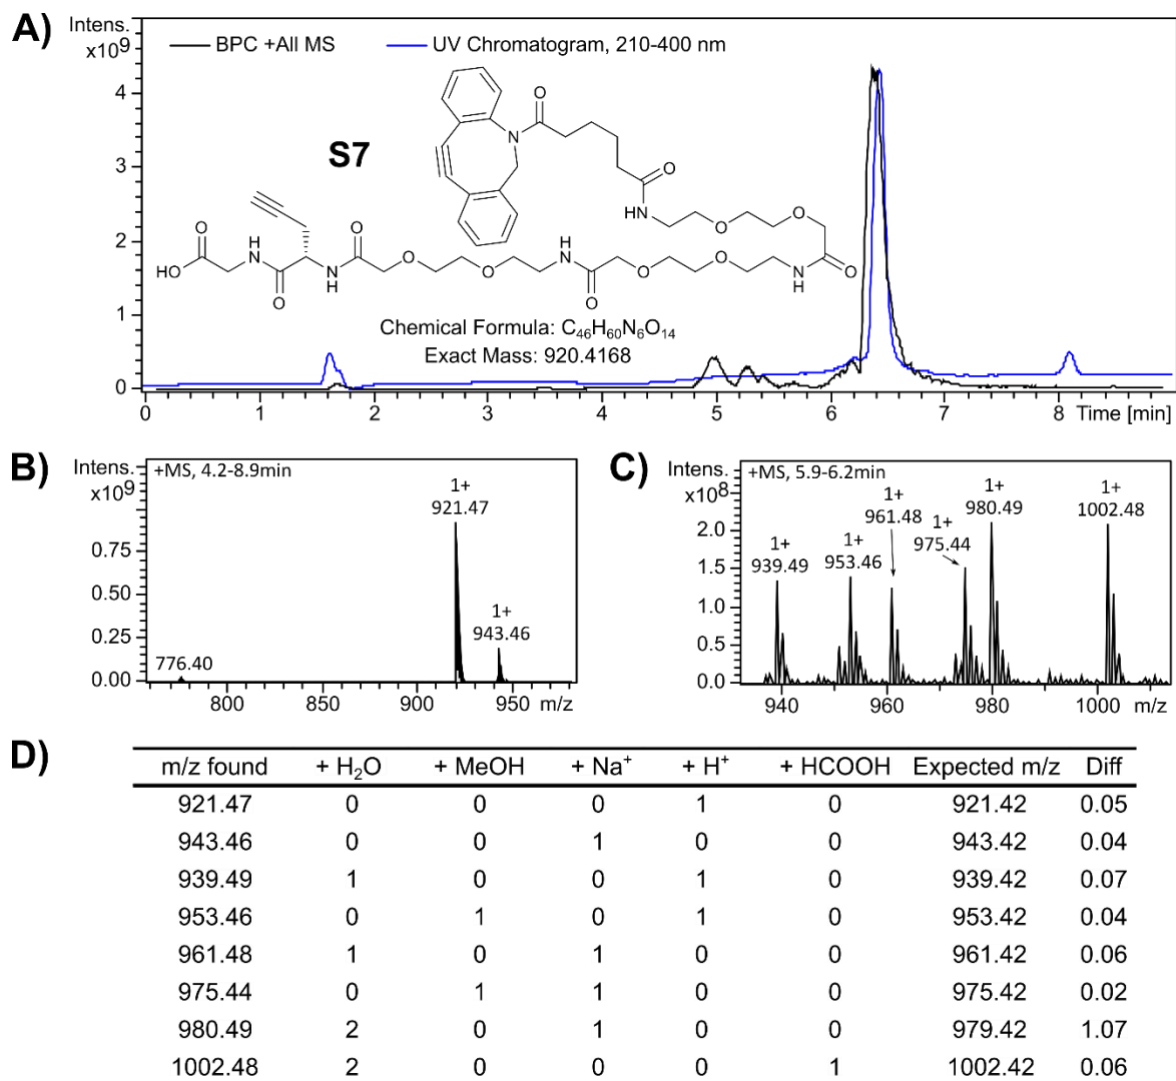 A)
Intens.
x10⁹
BPC +All MS
UV Chromatogram, 210-400 nm
4
3
2
1
0
S7
O
N
O
HN
O
O
O
HO
O
H
N
O
N
H
O
O
O
H
N
O
O
O
N
H
O
Chemical Formula: C₄₆H₆₀N₆O₁₄
Exact Mass: 920.4168
0 1 2 3 4 5 6 7 8 Time [min]
B)
Intens.
x10⁹
+MS, 4.2-8.9min
0.75
0.50
0.25
0.00
776.40
1+
921.47
1+
943.46
800 850 900 950 m/z
C)
Intens.
x10⁸
+MS, 5.9-6.2min
2.0
1.5
1.0
0.5
0.0
1+
939.49
1+
953.46
1+
961.48
1+
975.44
1+
980.49
1+
1002.48
940 960 980 1000 m/z
D)
m/z found + H₂O + MeOH + Na⁺ + H⁺ + HCOOH Expected m/z Diff
921.47 0 0 0 1 0 921.42 0.05
943.46 0 0 1 0 0 943.42 0.04
939.49 1 0 0 1 0 939.42 0.07
953.46 0 1 0 1 0 953.42 0.04
961.48 1 0 1 0 0 961.42 0.06
975.44 0 1 1 0 0 975.42 0.02
980.49 2 0 1 0 0 979.42 1.07
1002.48 2 0 0 0 1 1002.42 0.06